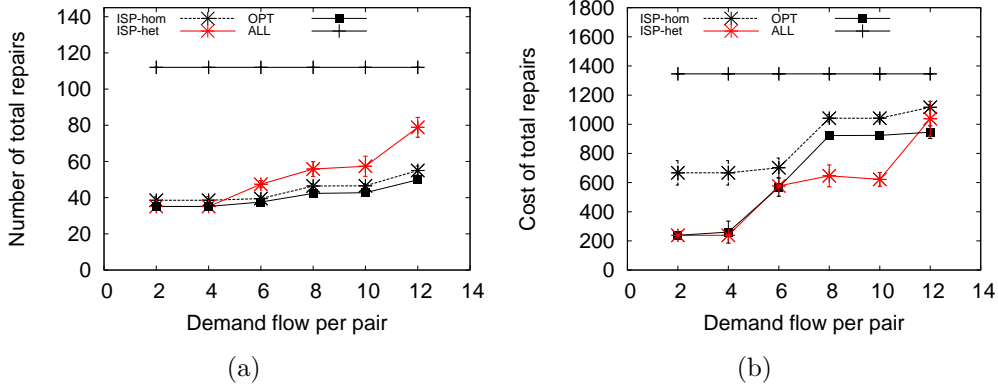 ISP-hom OPT
ISP-het ALL
140
120
100
80
60
40
20
0
0 2 4 6 8 10 12 14
Number of total repairs
Demand flow per pair
(a)
ISP-hom OPT
ISP-het ALL
1800
1600
1400
1200
1000
800
600
400
200
0
0 2 4 6 8 10 12 14
Cost of total repairs
Demand flow per pair
(b)